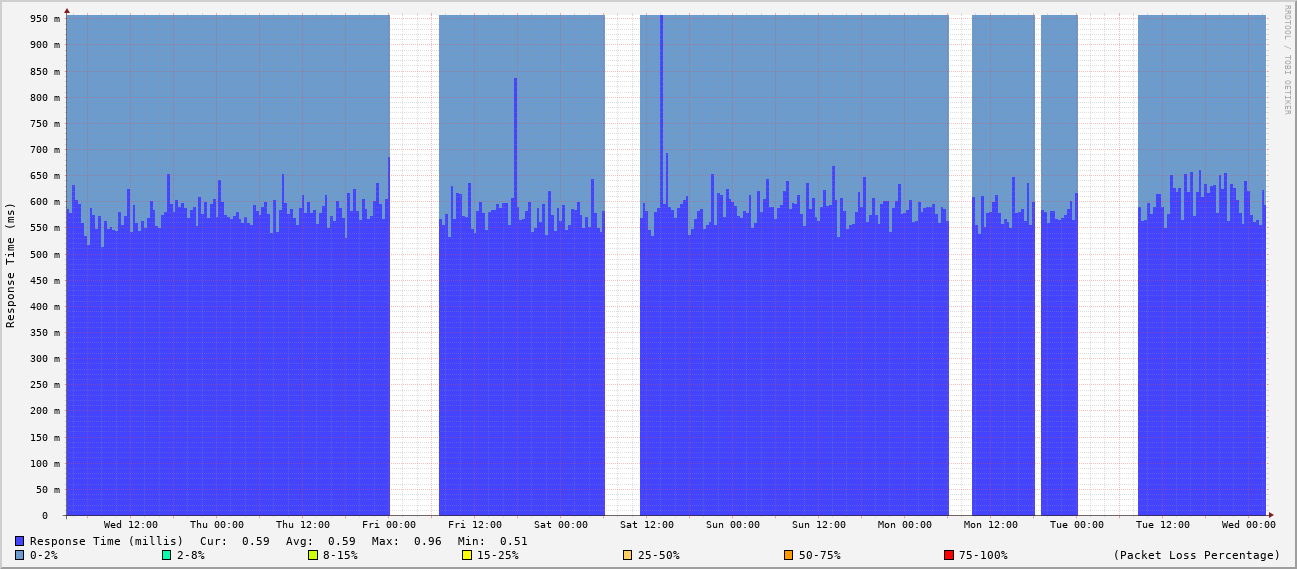 950 m
900 m
850 m
800 m
750 m
700 m
650 m
600 m
550 m
500 m
450 m
400 m
350 m
300 m
250 m
200 m
150 m
100 m
50 m
0
Response Time (ms)
RRDTOOL / TOBI OETIKER
Wed 12:00 Thu 00:00 Thu 12:00 Fri 00:00 Fri 12:00 Sat 00:00 Sat 12:00 Sun 00:00 Sun 12:00 Mon 00:00 Mon 12:00 Tue 00:00 Tue 12:00 Wed 00:00
Response Time (millis) Cur: 0.59 Avg: 0.59 Max: 0.96 Min: 0.51
0-2% 2-8% 8-15% 15-25% 25-50% 50-75% 75-100% (Packet Loss Percentage)